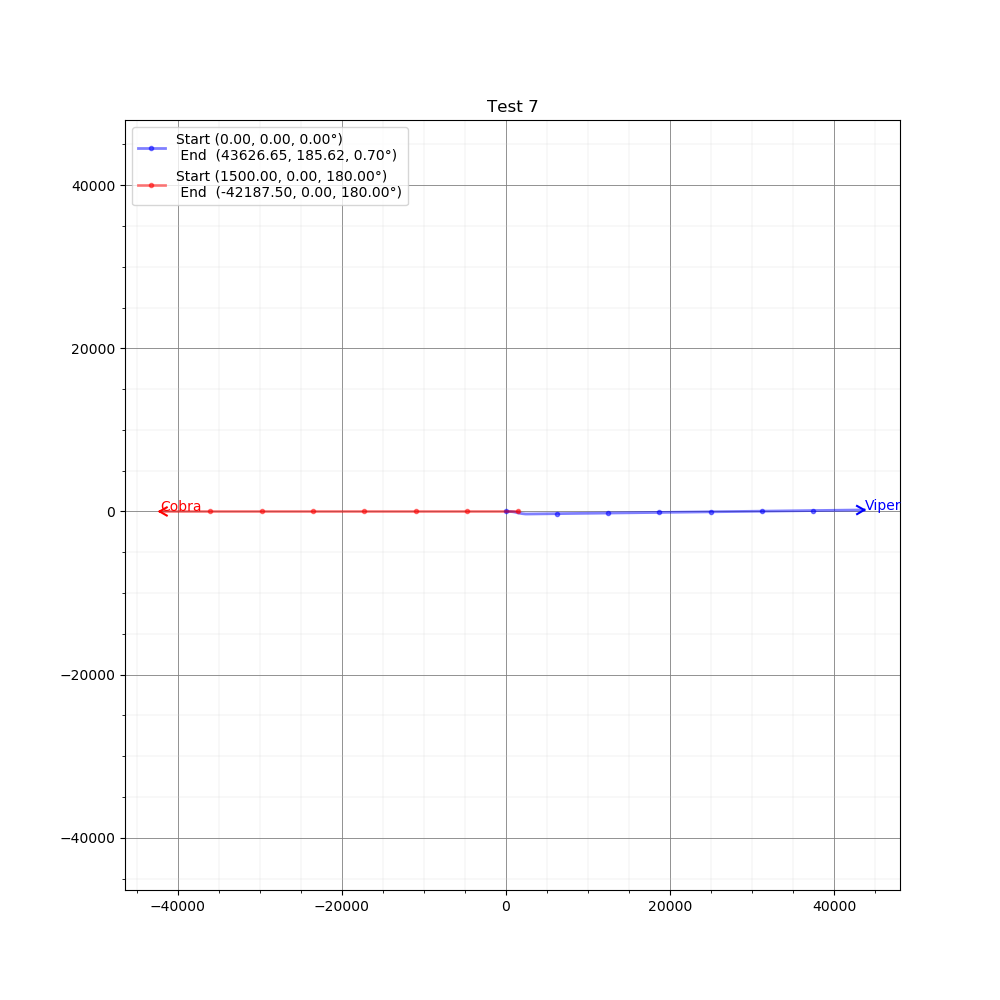 Test 7
Start (0.00, 0.00, 0.00°)
End  (43626.65, 185.62, 0.70°)
Start (1500.00, 0.00, 180.00°)
End  (-42187.50, 0.00, 180.00°)
40000
20000
0
−20000
−40000
Cobra
Viper
−40000
−20000
0
20000
40000